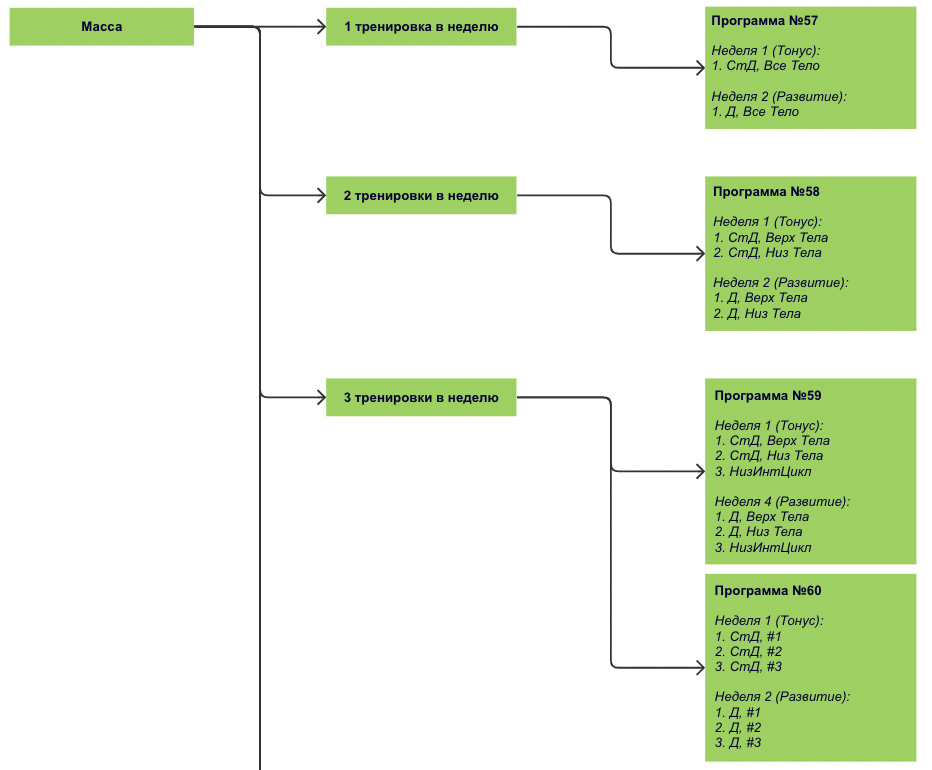 Масса
1 тренировка в неделю
Программа №57
Неделя 1 (Тонус):
1. СтД, Все Тело
Неделя 2 (Развитие):
1. Д, Все Тело
2 тренировки в неделю
Программа №58
Неделя 1 (Тонус):
1. СтД, Верх Тела
2. СтД, Низ Тела
Неделя 2 (Развитие):
1. Д, Верх Тела
2. Д, Низ Тела
3 тренировки в неделю
Программа №59
Неделя 1 (Тонус):
1. СтД, Верх Тела
2. СтД, Низ Тела
3. НизИнтЦикл
Неделя 4 (Развитие):
1. Д, Верх Тела
2. Д, Низ Тела
3. НизИнтЦикл
Программа №60
Неделя 1 (Тонус):
1. СтД, #1
2. СтД, #2
3. СтД, #3
Неделя 2 (Развитие):
1. Д, #1
2. Д, #2
3. Д, #3